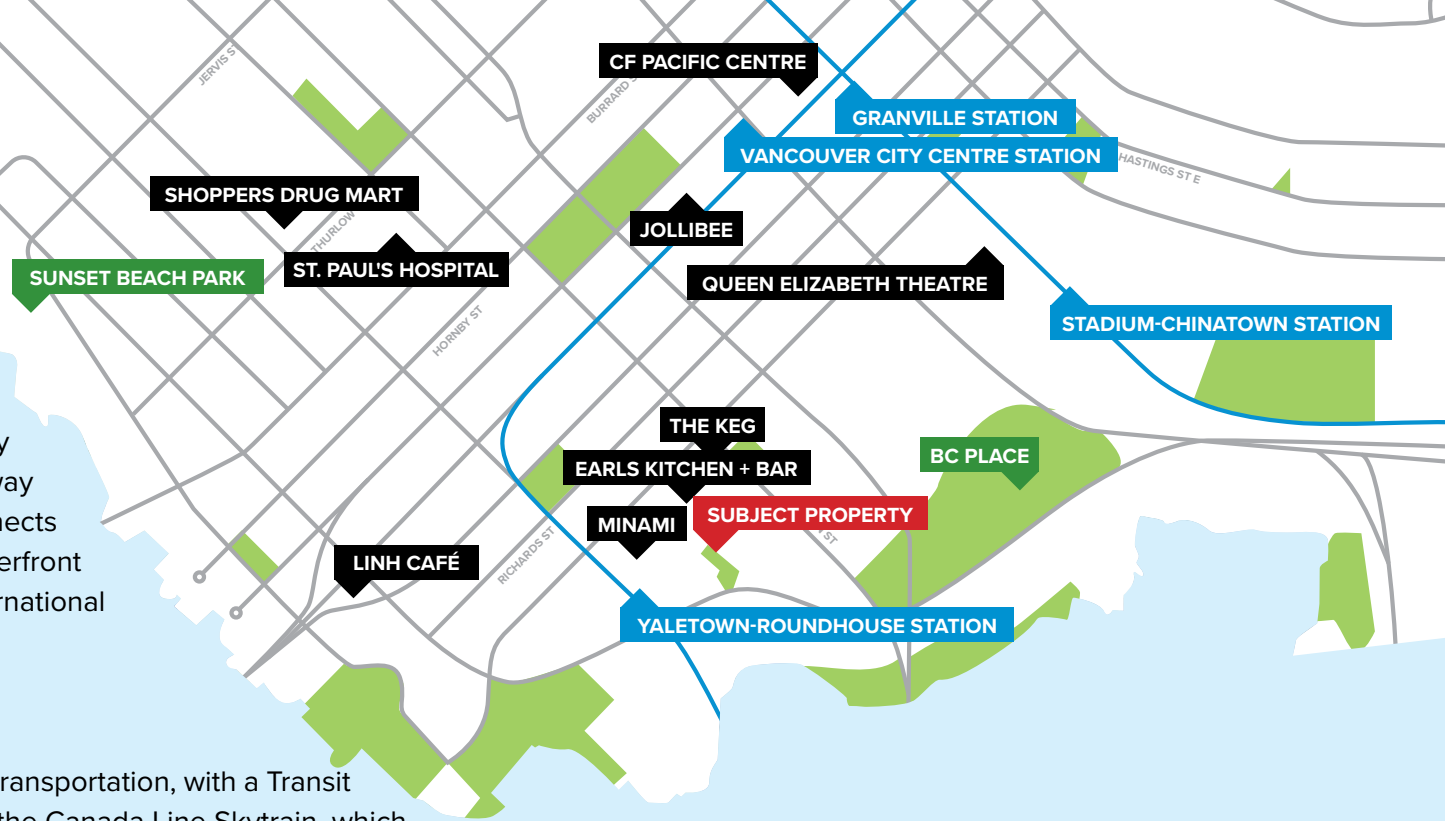 JERVIS S
CF PACIFIC CENTRE
BURRARD S
GRANVILLE STATION
VANCOUVER CITY CENTRE STATION
HASTINGS ST E
SHOPPERS DRUG MART
THURLOW
JOLLIBEE
ST. PAUL'S HOSPITAL
SUNSET BEACH PARK
QUEEN ELIZABETH THEATRE
HORNBY ST
STADIUM-CHINATOWN STATION
THE KEG
BC PLACE
EARLS KITCHEN + BAR
SUBJECT PROPERTY
MINAMI
ST
RICHARDS ST
LINH CAFÉ
YALETOWN-ROUNDHOUSE STATION
y
way
nects
erfront
rnational
ransportation, with a Transit
the Canada Line Skytrain, which